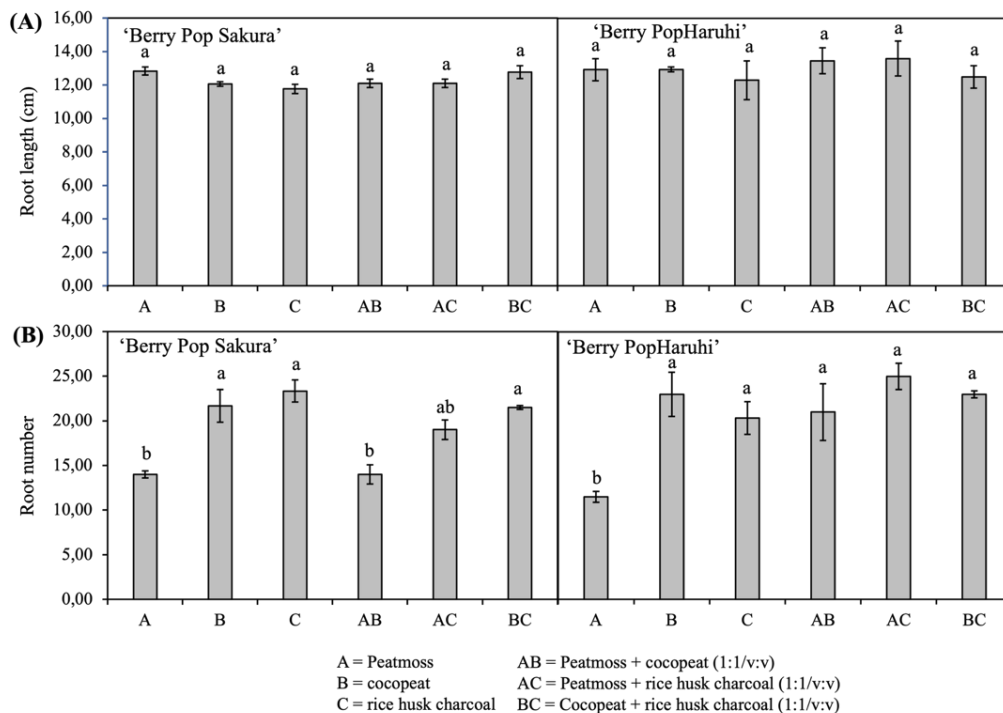 (A)
'Berry Pop Sakura' 'Berry PopHaruhi'
Root length (cm)
16,00
14,00
12,00
10,00
8,00
6,00
4,00
2,00
0,00
a a a a a a a a a a a a
A B C AB AC BC A B C AB AC BC
(B)
'Berry Pop Sakura' 'Berry PopHaruhi'
Root number
30,00
25,00
20,00
15,00
10,00
5,00
0,00
b a a b ab a b a a a a a
A B C AB AC BC A B C AB AC BC
A = Peatmoss AB = Peatmoss + cocopeat (1:1/v:v)
B = cocopeat AC = Peatmoss + rice husk charcoal (1:1/v:v)
C = rice husk charcoal BC = Cocopeat + rice husk charcoal (1:1/v:v)